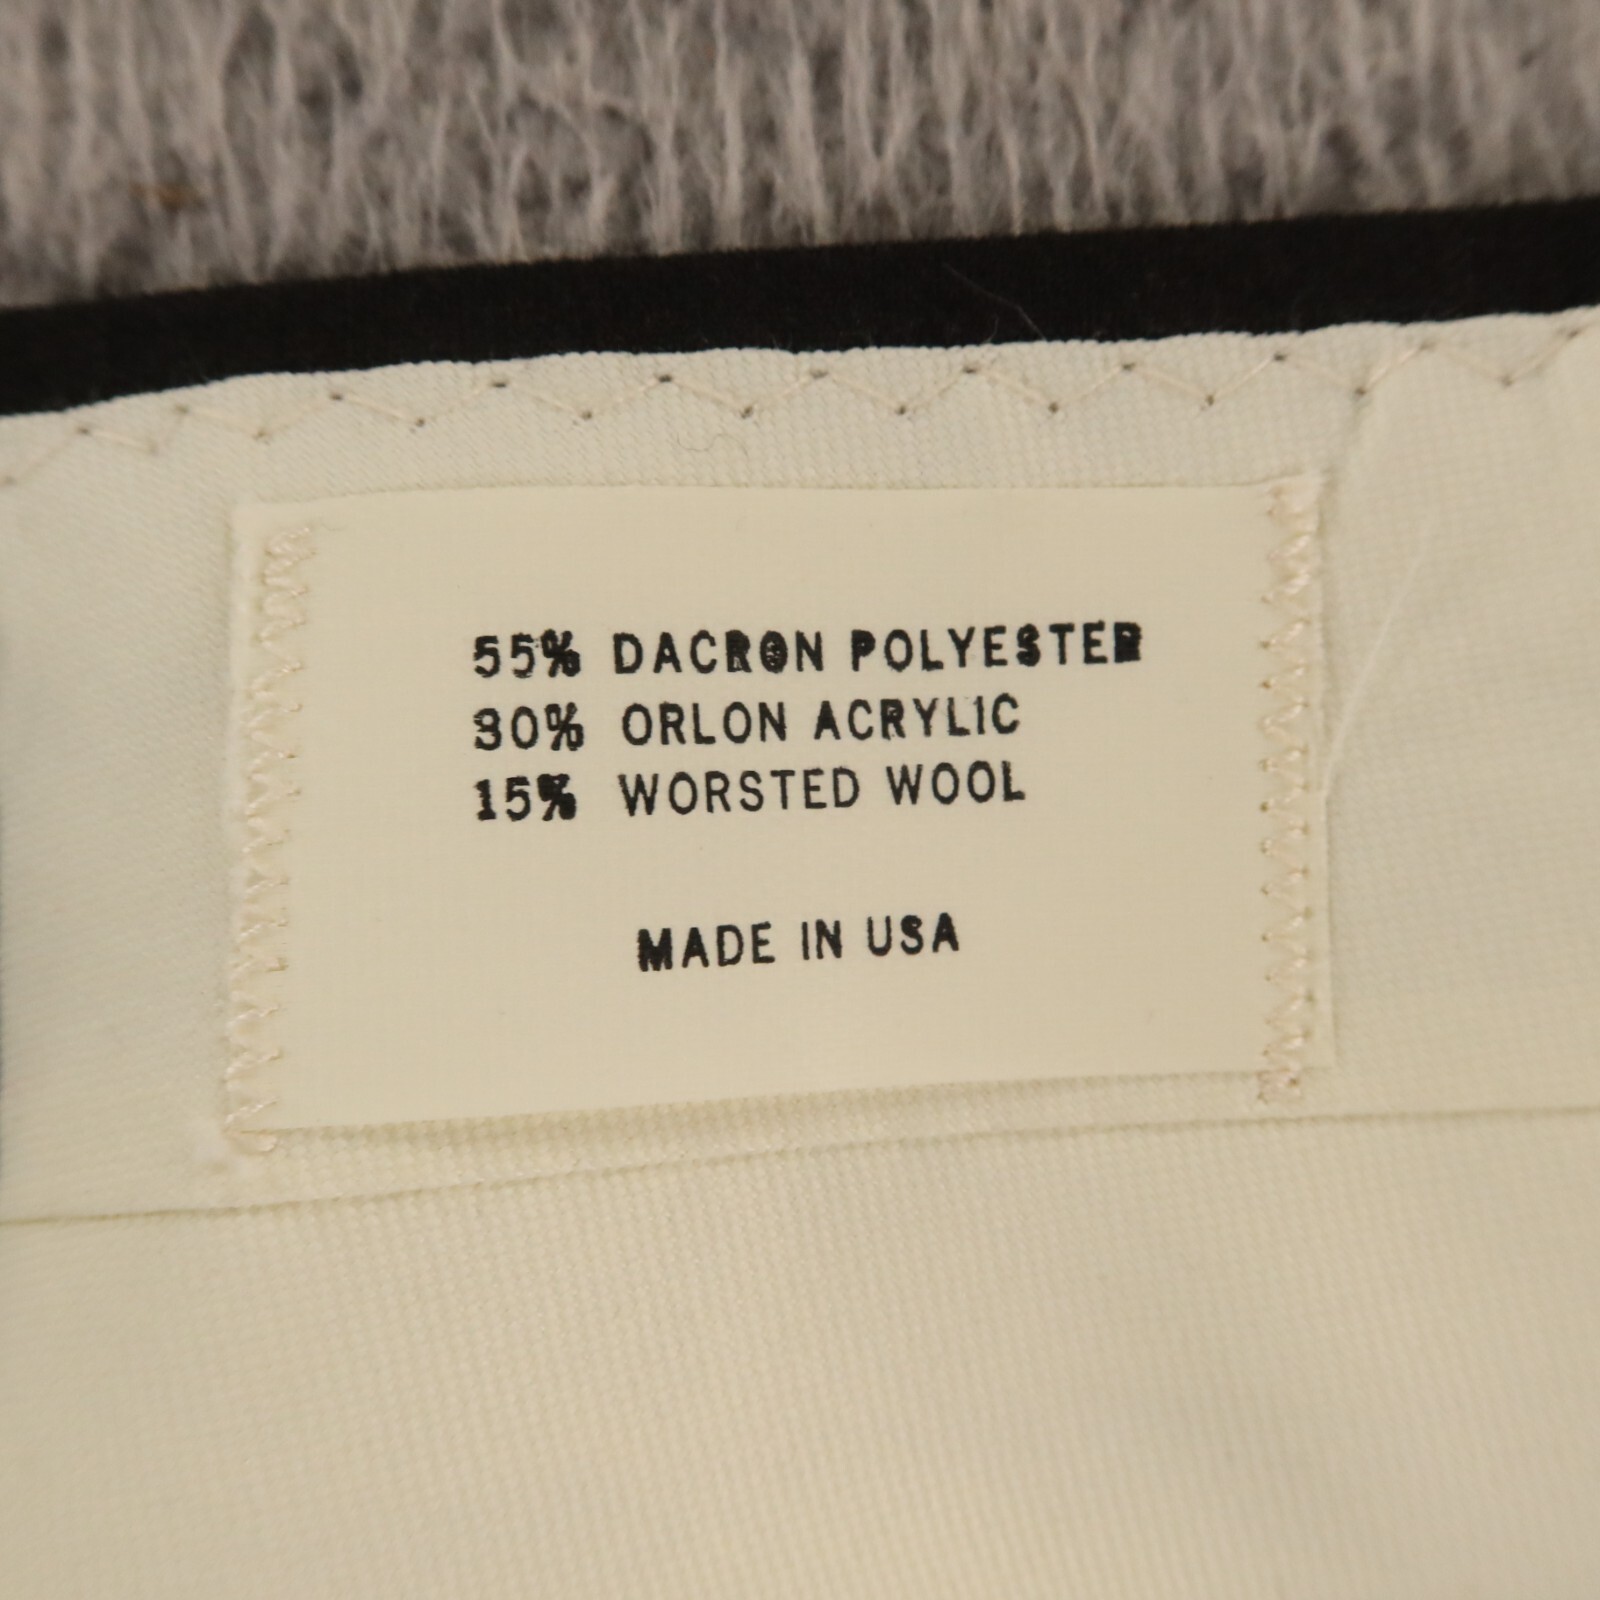 55% DACRON POLYESTER
30% ORLON ACRYLIC
15% WORSTED WOOL
MADE IN USA